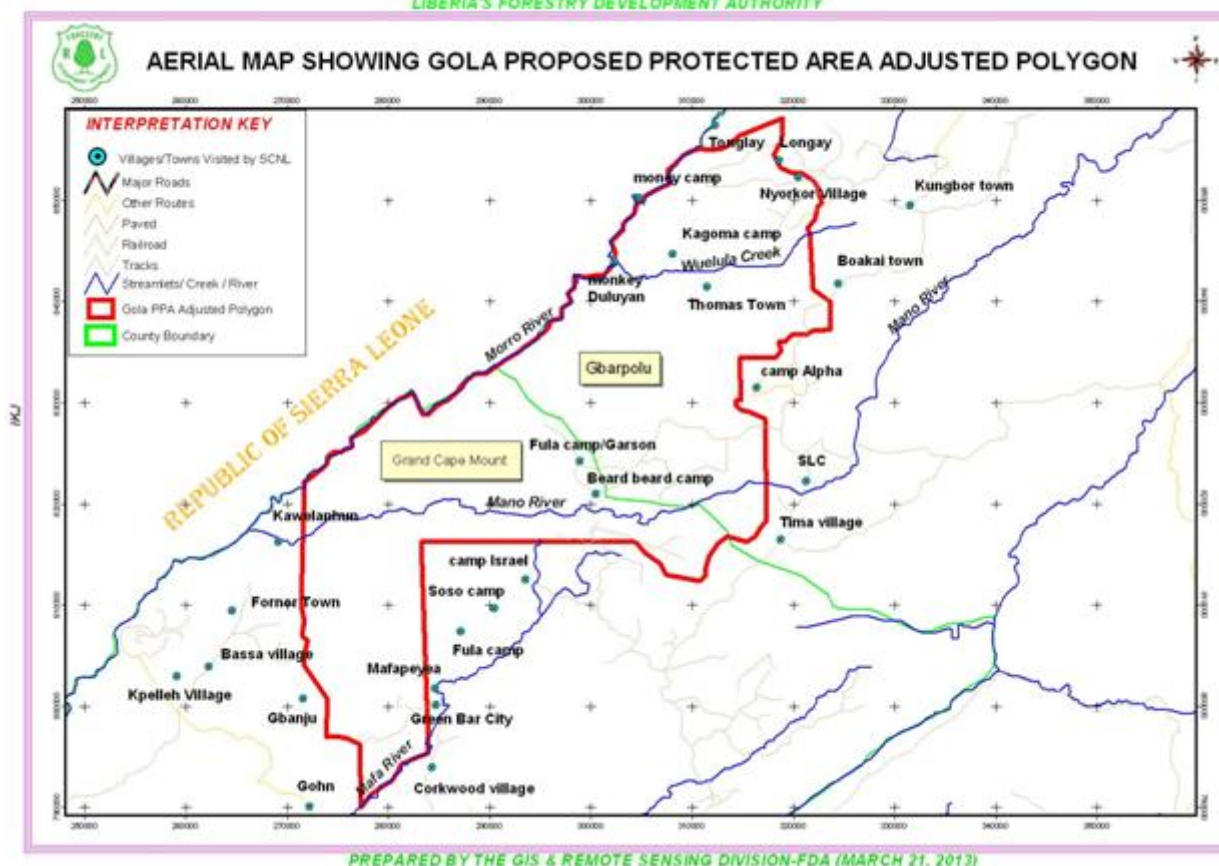 LIBERIA'S FORESTRY DEVELOPMENT AUTHORITY
AERIAL MAP SHOWING GOLA PROPOSED PROTECTED AREA ADJUSTED POLYGON
INTERPRETATION KEY
Villages/Towns Visited by SCNL
Major Roads
Other Routes
Paved
Railroad
Tracks
Streamlets/ Creek / River
Gola PPA Adjusted Polygon
County Boundary
REPUBLIC OF SIERRA LEONE
Tonglay
Longay
money camp
Nyorkor Village
Kungbor town
Kagoma camp
Wuelula Creek
Boakai town
monkey
Duluyan
Thomas Town
Mano River
Morro River
Gbarpolu
camp Alpha
Grand Cape Mount
Fula camp/Garson
Beard beard camp
SLC
Mano River
Kawelanhun
Tima village
camp Israel
Soso camp
Forner Town
Fula camp
Bassa village
Mafapeyea
Kpelleh Village
Gbanju
Green Bar City
Mafa River
Gohn
Corkwood village
PREPARED BY THE GIS & REMOTE SENSING DIVISION-FDA (MARCH 21, 2013)